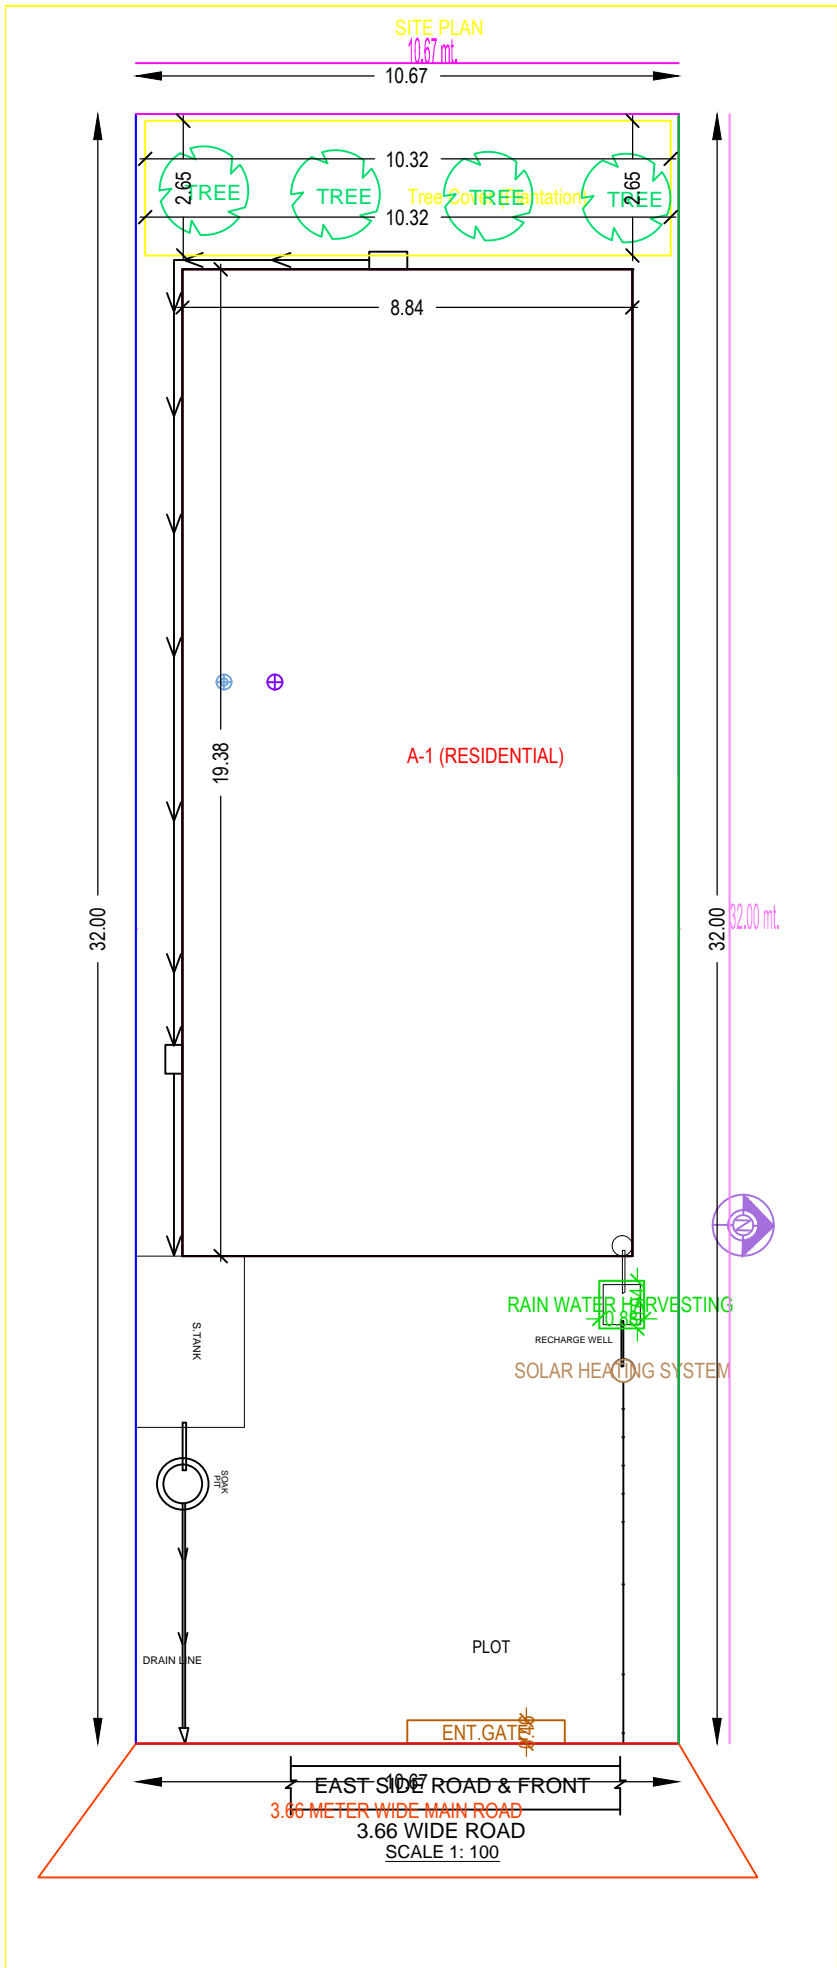 SITE PLAN
10.67 mt.
10.67
10.32
2.65
2.65
TREE
TREE
TREE
TREE
Tree Cover (Plantation)
10.32
8.84
19.38
A-1 (RESIDENTIAL)
32.00
32.00
32.00 mt.
N
RAIN WATER HARVESTING
S.TANK
RECHARGE WELL
SOLAR HEATING SYSTEM
SOAK
PIT
PLOT
DRAIN LINE
ENT.GATE
10.67
EAST SIDE ROAD & FRONT
3.66 METER WIDE MAIN ROAD
3.66 WIDE ROAD
SCALE 1: 100